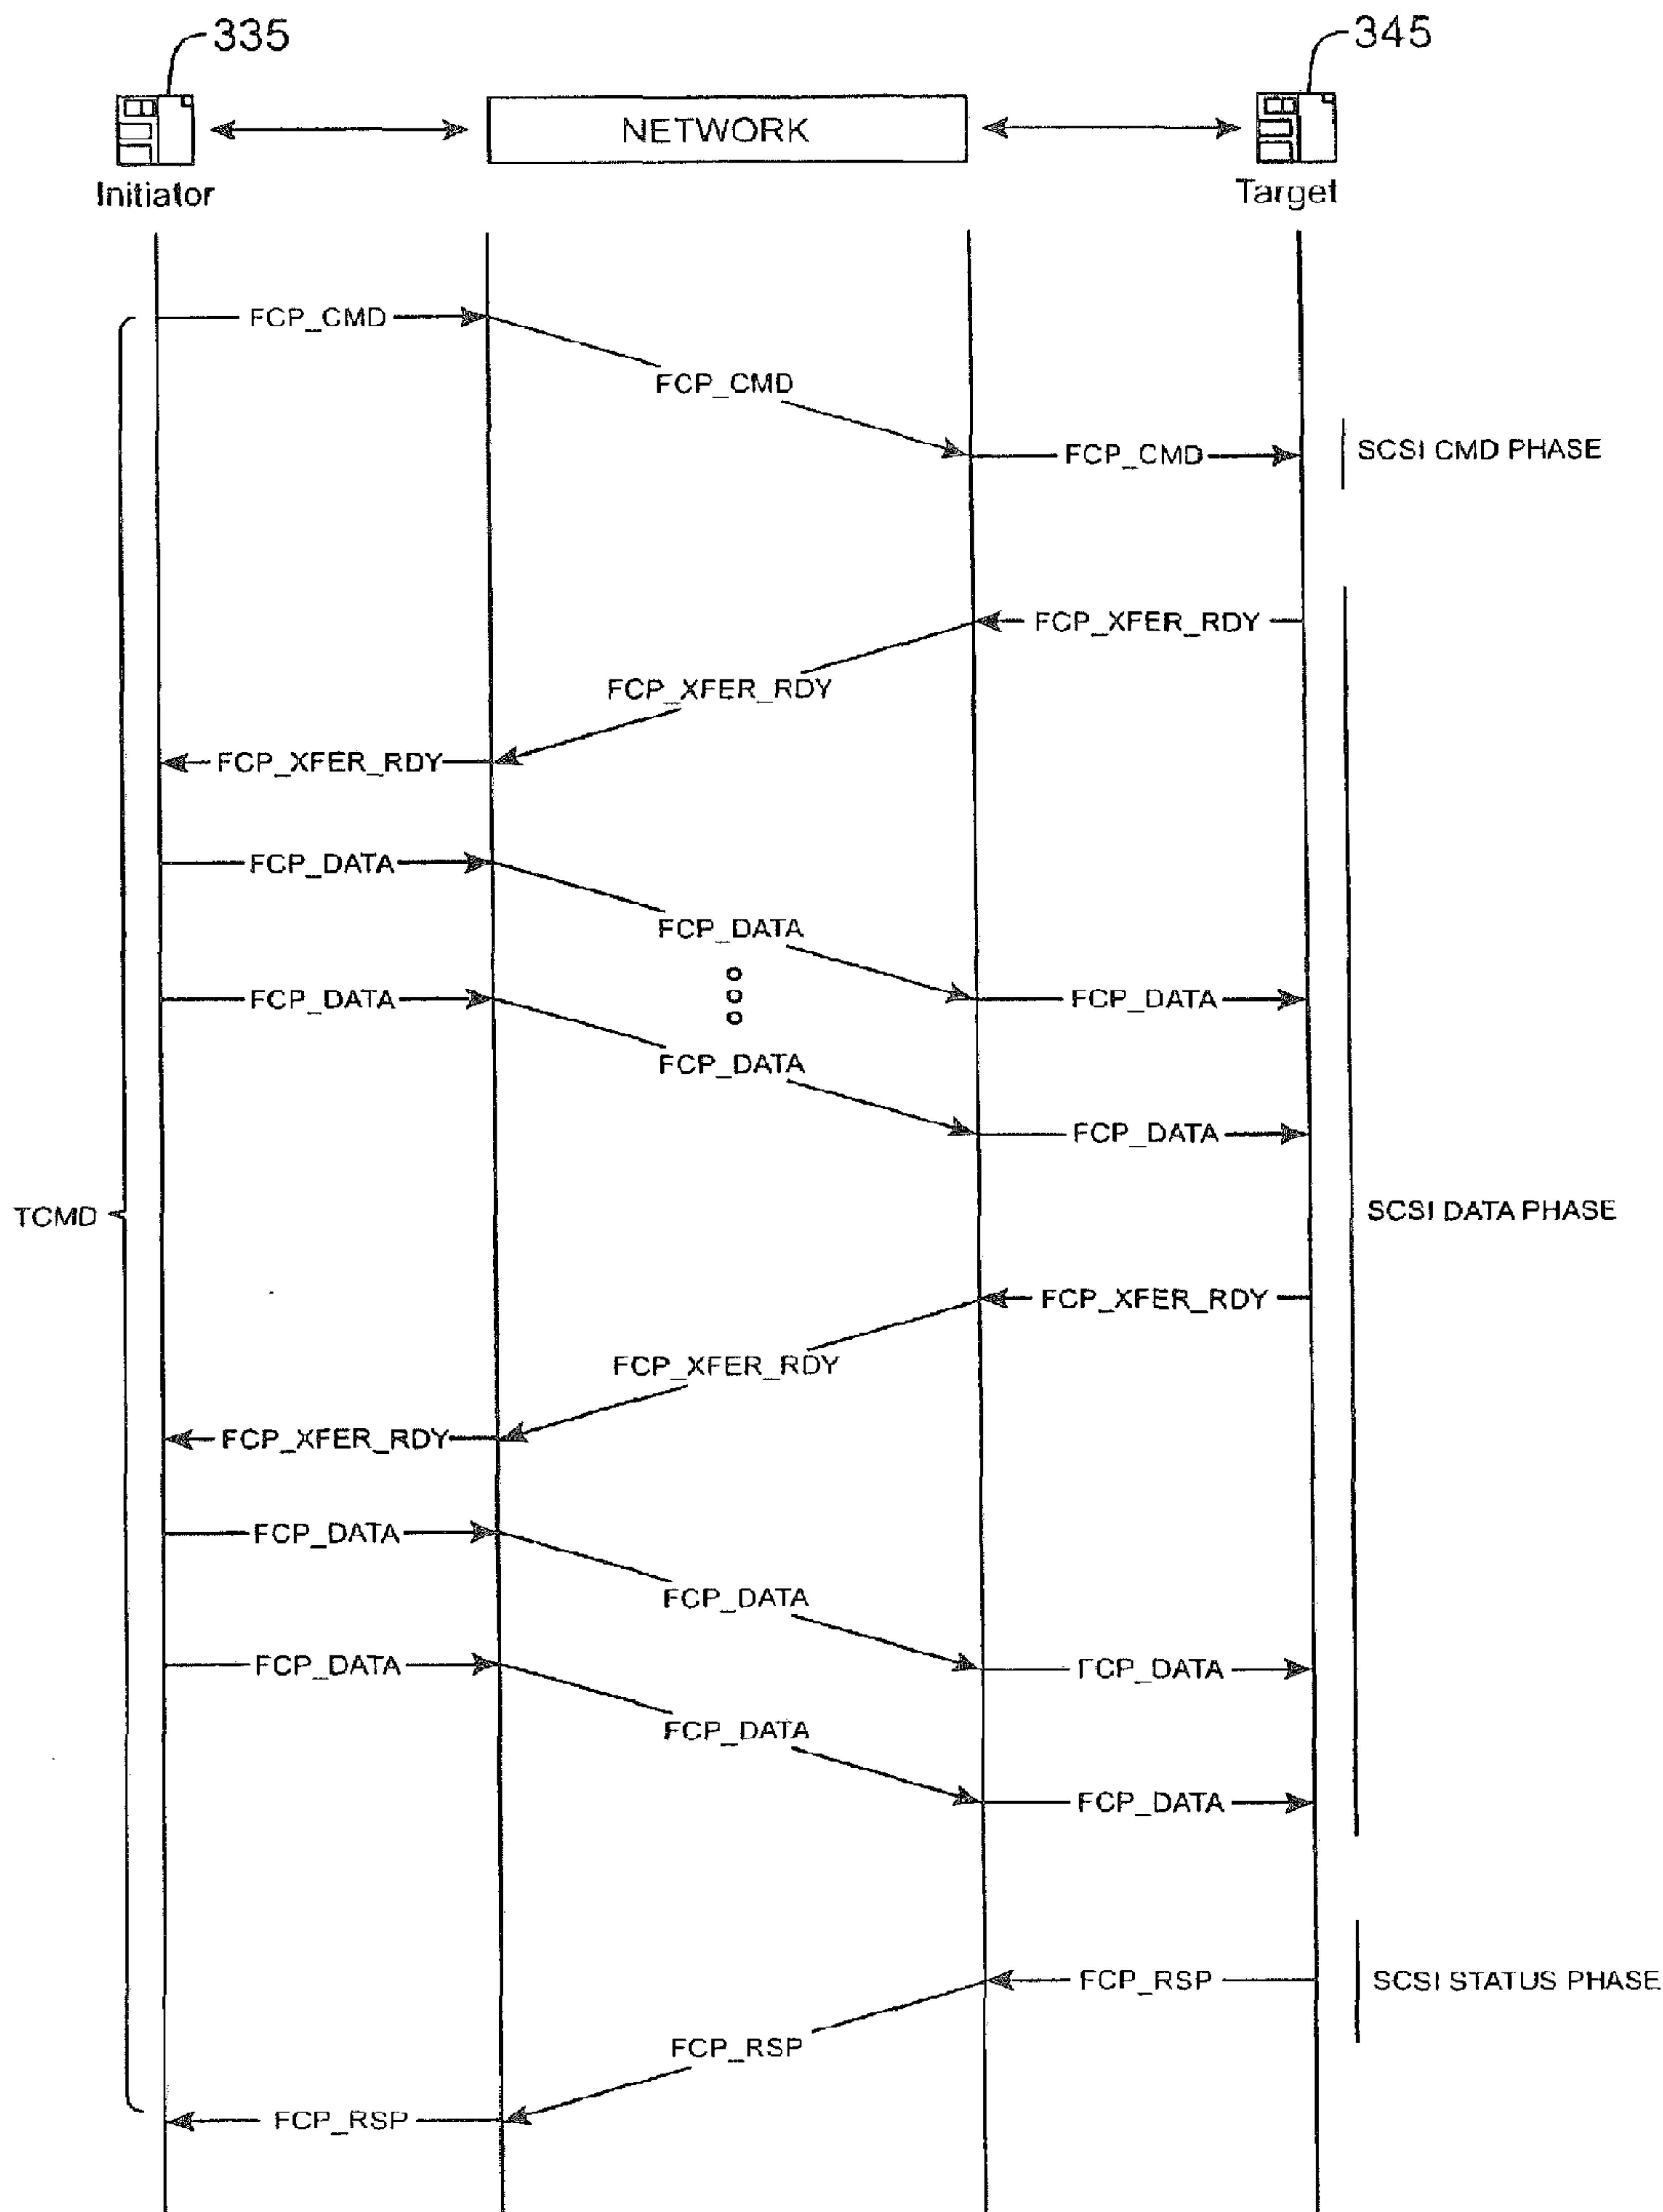 335
345
NETWORK
Initiator
Target
FCP_CMD
FCP_CMD
FCP_CMD
SCSI CMD PHASE
FCP_XFER_RDY
FCP_XFER_RDY
FCP_XFER_RDY
FCP_DATA
FCP_DATA
FCP_DATA
FCP_DATA
FCP_DATA
FCP_DATA
TCMD
SCSI DATA PHASE
FCP_XFER_RDY
FCP_XFER_RDY
FCP_XFER_RDY
FCP_DATA
FCP_DATA
FCP_DATA
FCP_DATA
FCP_DATA
FCP_DATA
FCP_RSP
SCSI STATUS PHASE
FCP_RSP
FCP_RSP